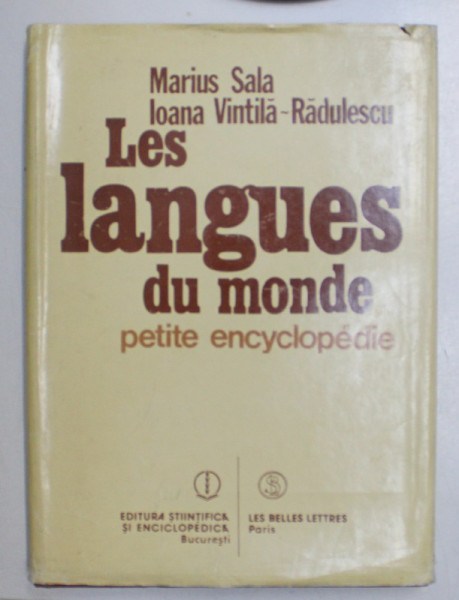 Marius Sala
Ioana Vintilă-Rădulescu
Les
langues
du monde
petite encyclopédie
EDITURA ŞTIINŢIFICĂ
ŞI ENCICLOPEDICĂ
Bucureşti
LES BELLES LETTRES
Paris